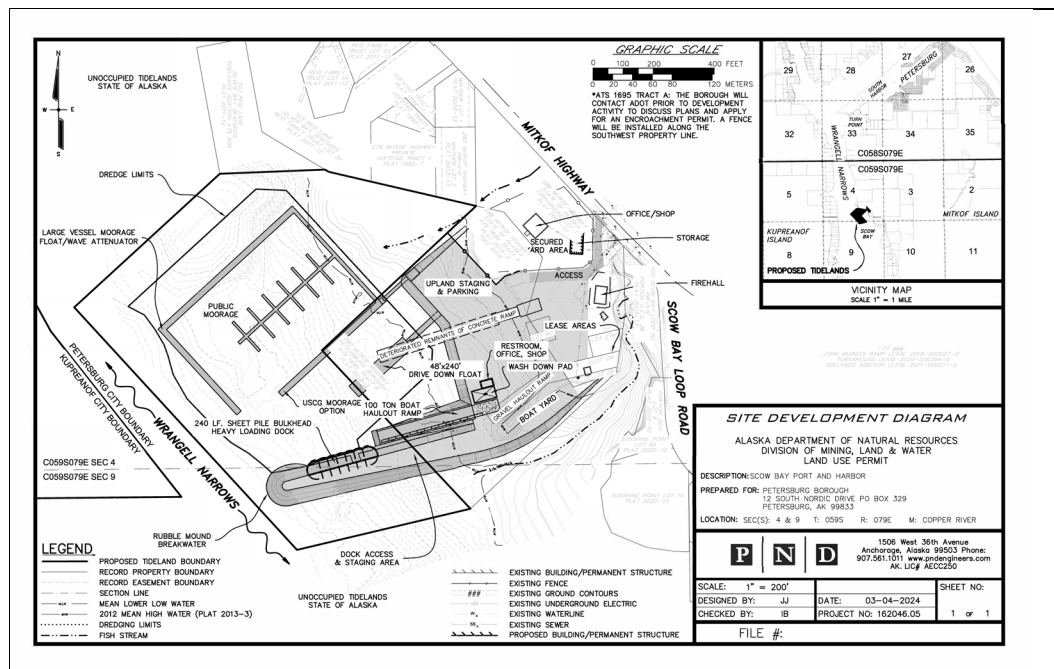 N
W E
S
UNOCCUPIED TIDELANDS
STATE OF ALASKA
GRAPHIC SCALE
0 100 200 400 FEET
0 20 40 60 80 120 METERS
*ATS 1695 TRACT A: THE BOROUGH WILL
CONTACT ADOT PRIOR TO DEVELOPMENT
ACTIVITY TO DISCUSS PLANS AND APPLY
FOR AN ENCROACHMENT PERMIT. A FENCE
WILL BE INSTALLED ALONG THE
SOUTHWEST PROPERTY LINE.
MITKOF HIGHWAY
DREDGE LIMITS
LARGE VESSEL MOORAGE
FLOAT/WAVE ATTENUATOR
PUBLIC
MOORAGE
OFFICE/SHOP
STORAGE
SECURED
ARD AREA
ACCESS
FIREHALL
UPLAND STAGING
& PARKING
DETERIORATED REMNANTS OF CONCRETE RAMP
LEASE AREAS
RESTROOM,
OFFICE, SHOP
WASH DOWN PAD
48'x240'
DRIVE DOWN FLOAT
GRAVEL HAULOUT RAMP
BOAT YARD
USCG MOORAGE
OPTION
100 TON BOAT
HAULOUT RAMP
240 LF. SHEET PILE BULKHEAD
HEAVY LOADING DOCK
SCOW BAY LOOP ROAD
PETERSBURG CITY BOUNDARY
KUPREANOF CITY BOUNDARY
WRANGELL NARROWS
C059S079E SEC 4
C059S079E SEC 9
RUBBLE MOUND
BREAKWATER
DOCK ACCESS
& STAGING AREA
UNOCCUPIED TIDELANDS
STATE OF ALASKA
29 28 27 26
SOUTH
HARBOR
PETERSBURG
TURN
POINT
32 33 34 35
WRANGELL NARROWS
C058S079E
C059S079E
5 4 3 2
MITKOF ISLAND
KUPREANOF
ISLAND
SCOW
BAY
8 9 10 11
PROPOSED TIDELANDS
VICINITY MAP
SCALE 1" = 1 MILE
LEGEND
PROPOSED TIDELAND BOUNDARY
RECORD PROPERTY BOUNDARY
RECORD EASEMENT BOUNDARY
SECTION LINE
MEAN LOWER LOW WATER
2012 MEAN HIGH WATER (PLAT 2013-3)
DREDGING LIMITS
FISH STREAM
EXISTING BUILDING/PERMANENT STRUCTURE
EXISTING FENCE
### EXISTING GROUND CONTOURS
EXISTING UNDERGROUND ELECTRIC
EXISTING WATERLINE
EXISTING SEWER
PROPOSED BUILDING/PERMANENT STRUCTURE
SITE DEVELOPMENT DIAGRAM
ALASKA DEPARTMENT OF NATURAL RESOURCES
DIVISION OF MINING, LAND & WATER
LAND USE PERMIT
DESCRIPTION: SCOW BAY PORT AND HARBOR
PREPARED FOR: PETERSBURG BOROUGH
12 SOUTH NORDIC DRIVE PO BOX 329
PETERSBURG, AK 99833
LOCATION: SEC(S): 4 & 9 T: 059S R: 079E M: COPPER RIVER
P N D
1506 West 36th Avenue
Anchorage, Alaska 99503 Phone:
907.561.1011 www.pndengineers.com
AK. LIC# AECC250
SCALE: 1" = 200'
SHEET NO:
DESIGNED BY: JJ
DATE: 03-04-2024
CHECKED BY: IB
PROJECT NO: 162046.05
1 OF 1
FILE #: